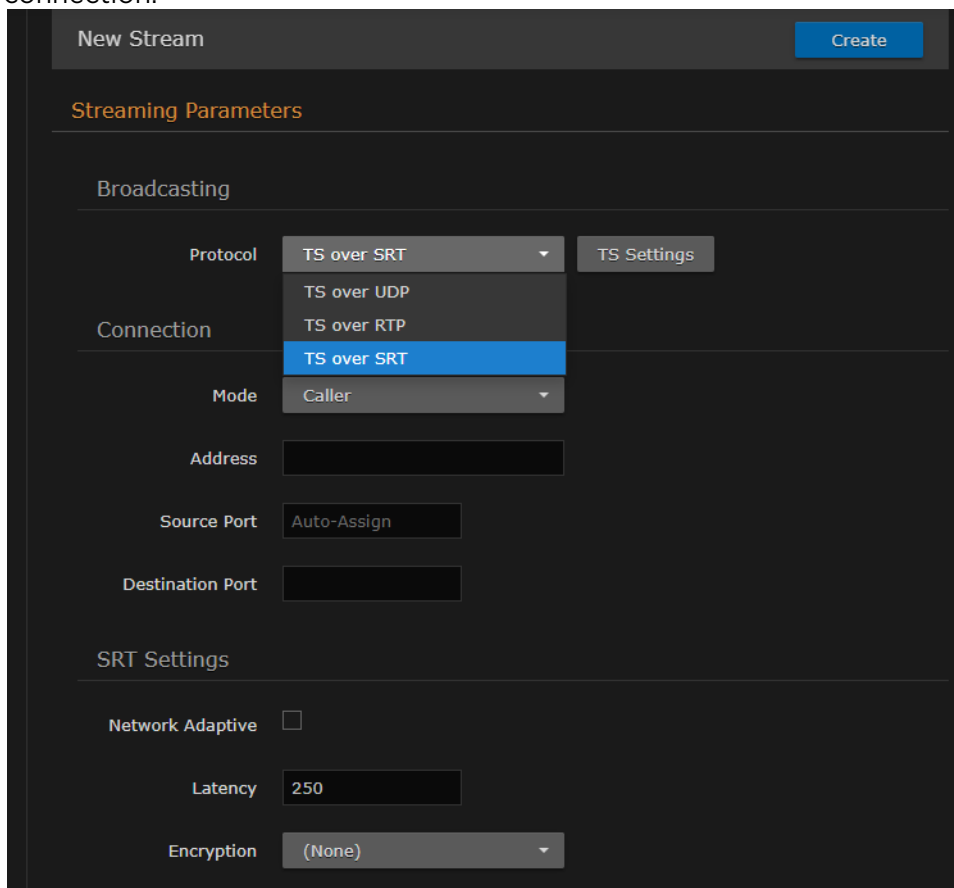 connection.
New Stream Create
Streaming Parameters
Broadcasting
Protocol TS over SRT TS Settings
TS over UDP
TS over RTP
Connection
TS over SRT
Mode Caller
Address
Source Port Auto-Assign
Destination Port
SRT Settings
Network Adaptive
Latency 250
Encryption (None)